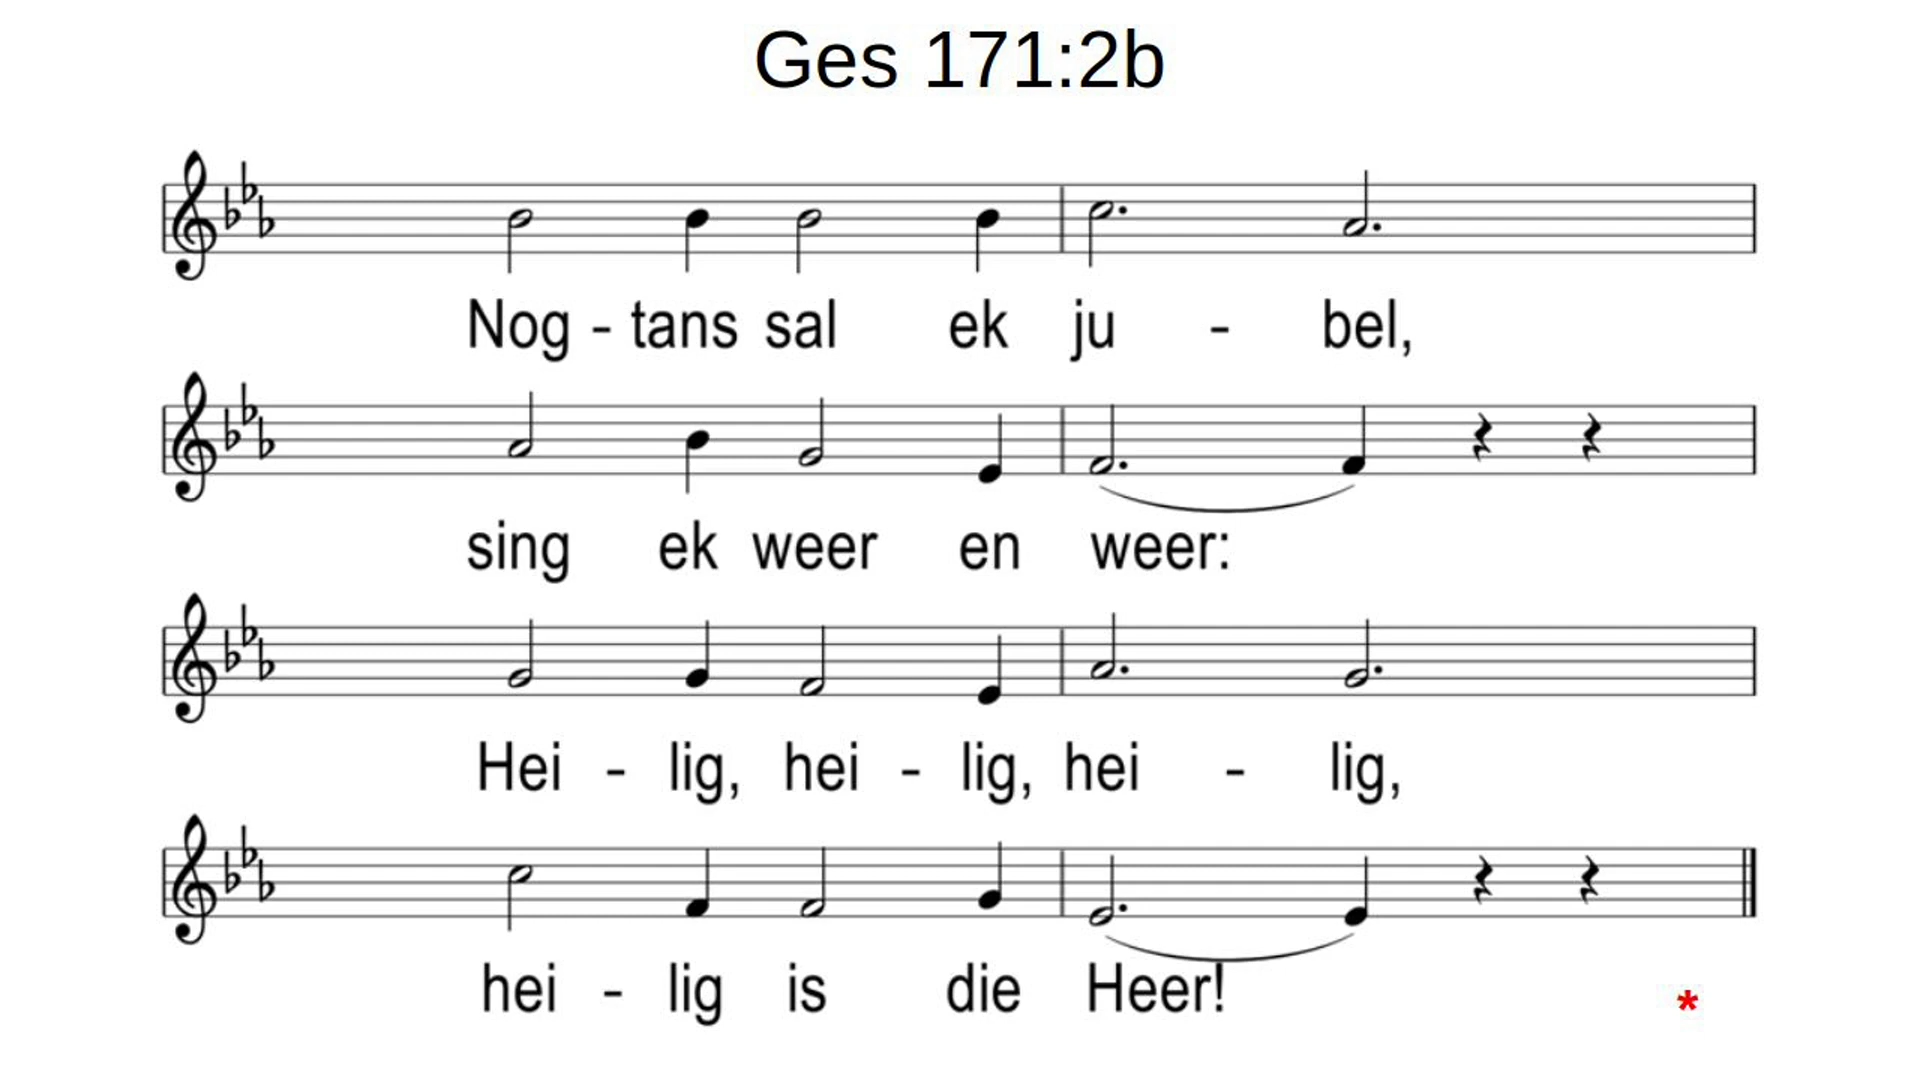 Ges 171:2b
Nog - tans sal ek ju - bel,
sing ek weer en weer:
Hei - lig, hei - lig, hei - lig,
hei - lig is die Heer!
*